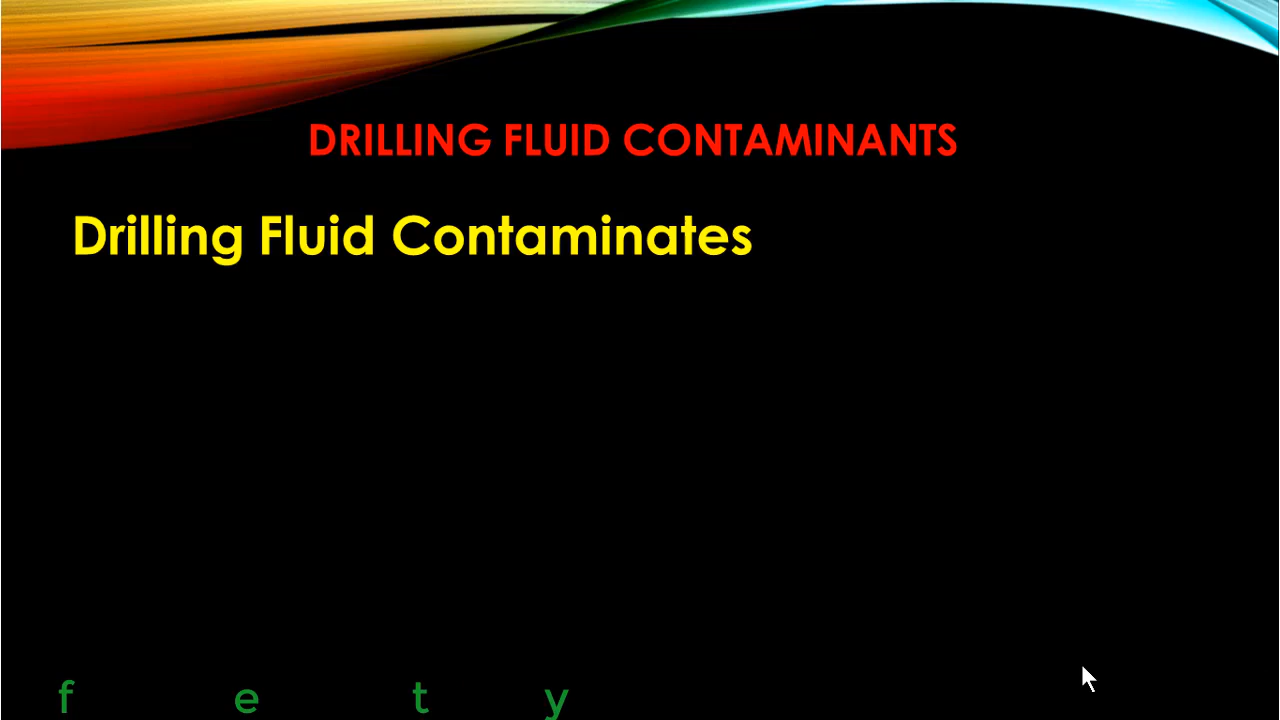 DRILLING FLUID CONTAMINANTS
Drilling Fluid Contaminates
f e t y